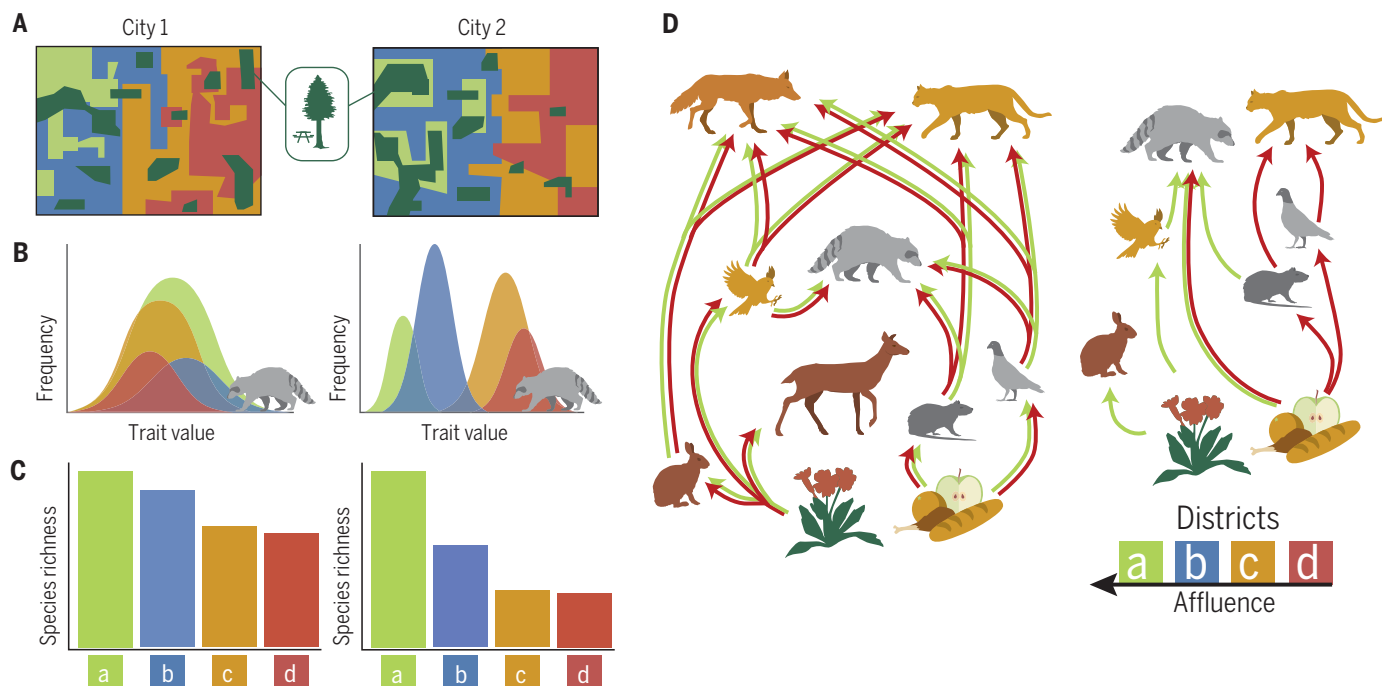 A
City 1
City 2
B
Frequency
Trait value
Frequency
Trait value
C
Species richness
a
b
c
d
Species richness
a
b
c
d
D
Districts
a b c d
Affluence